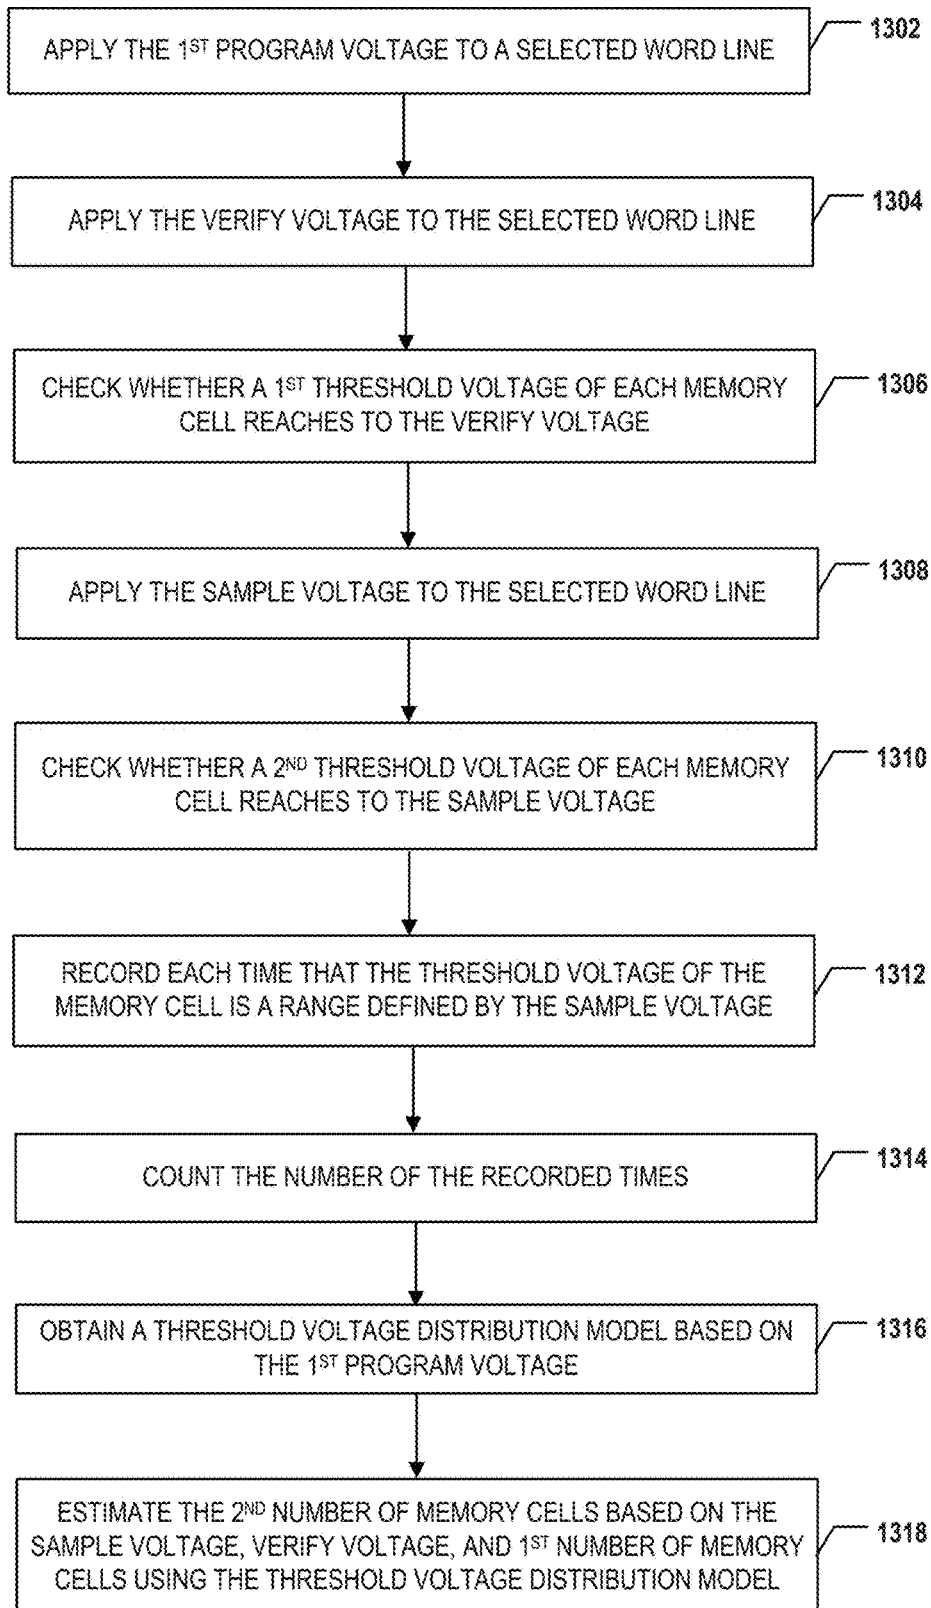 APPLY THE 1ST PROGRAM VOLTAGE TO A SELECTED WORD LINE
1302
APPLY THE VERIFY VOLTAGE TO THE SELECTED WORD LINE
1304
CHECK WHETHER A 1ST THRESHOLD VOLTAGE OF EACH MEMORY
CELL REACHES TO THE VERIFY VOLTAGE
1306
APPLY THE SAMPLE VOLTAGE TO THE SELECTED WORD LINE
1308
CHECK WHETHER A 2ND THRESHOLD VOLTAGE OF EACH MEMORY
CELL REACHES TO THE SAMPLE VOLTAGE
1310
RECORD EACH TIME THAT THE THRESHOLD VOLTAGE OF THE
MEMORY CELL IS A RANGE DEFINED BY THE SAMPLE VOLTAGE
1312
COUNT THE NUMBER OF THE RECORDED TIMES
1314
OBTAIN A THRESHOLD VOLTAGE DISTRIBUTION MODEL BASED ON
THE 1ST PROGRAM VOLTAGE
1316
ESTIMATE THE 2ND NUMBER OF MEMORY CELLS BASED ON THE
SAMPLE VOLTAGE, VERIFY VOLTAGE, AND 1ST NUMBER OF MEMORY
CELLS USING THE THRESHOLD VOLTAGE DISTRIBUTION MODEL
1318